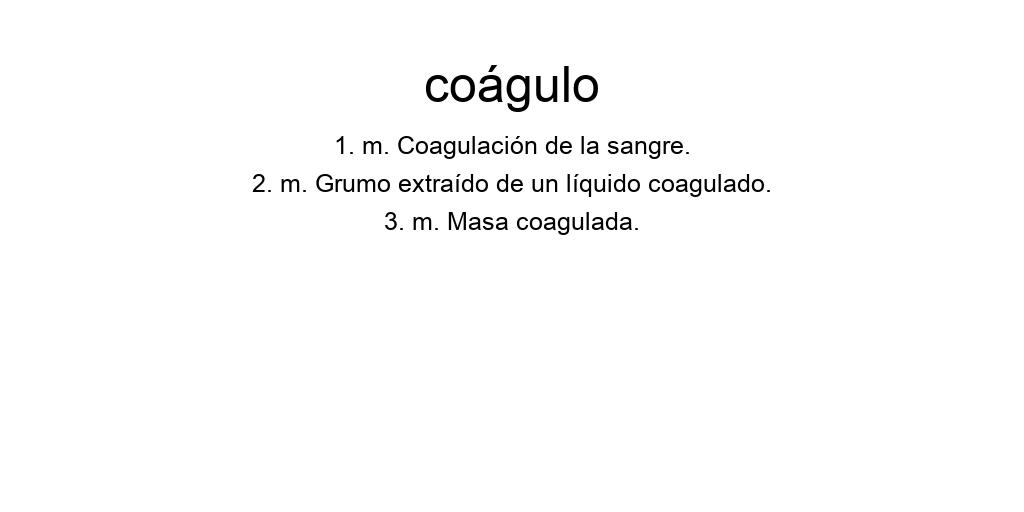 coágulo
1. m. Coagulación de la sangre.
2. m. Grumo extraído de un líquido coagulado.
3. m. Masa coagulada.